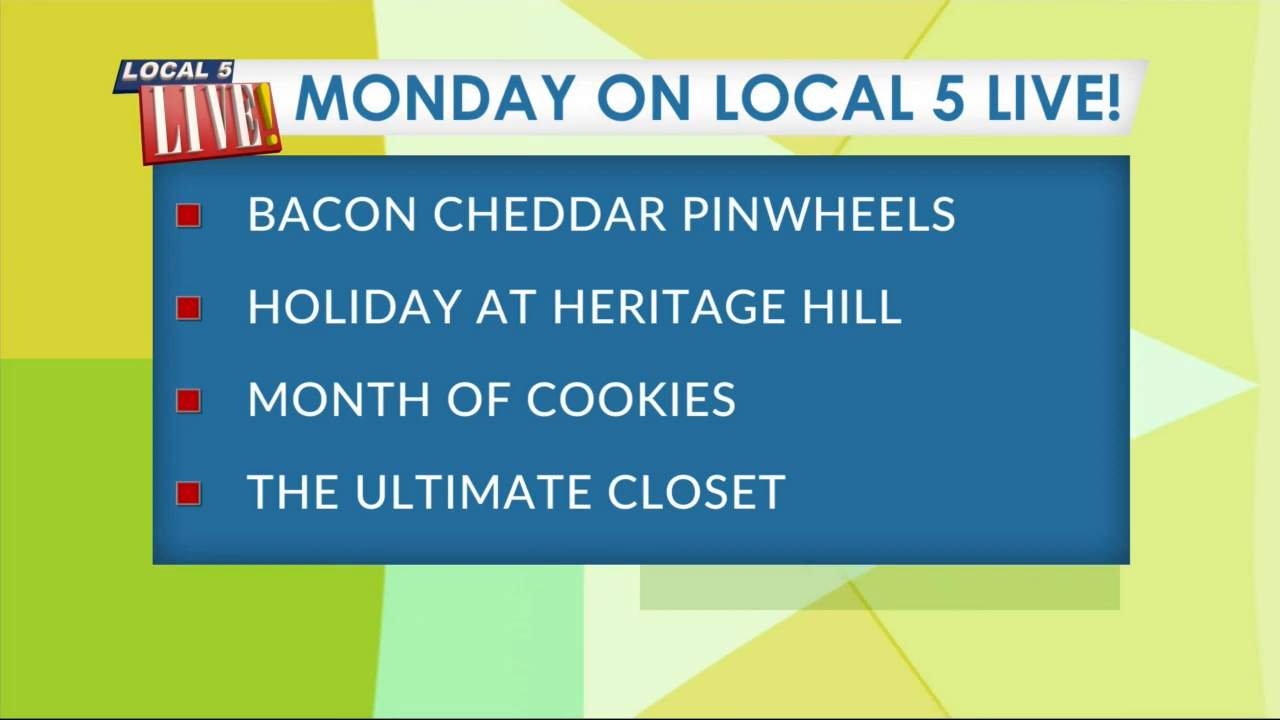 LOCAL 5
LIVE!
MONDAY ON LOCAL 5 LIVE!
BACON CHEDDAR PINWHEELS
HOLIDAY AT HERITAGE HILL
MONTH OF COOKIES
THE ULTIMATE CLOSET